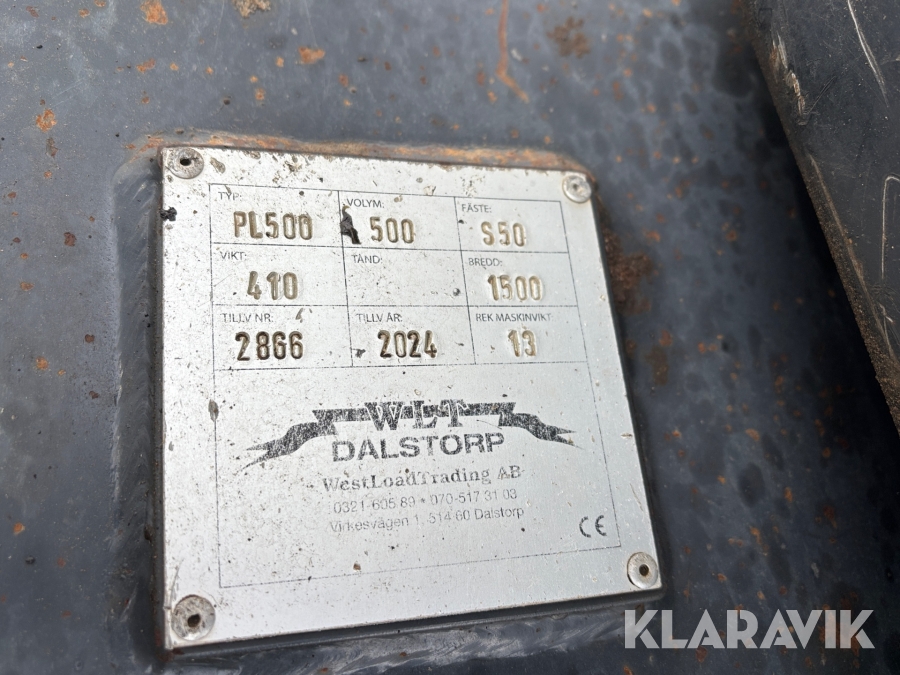 TYP: VOLYM: FÄSTE:
PL500 500 S50
VIKT: TAND: BREDD:
410 1500
TILLV NR: TILLV ÅR: REK MASKINVIKT:
2866 2024 13
WLT
DALSTORP
WestLoadTrading AB
0321-605 89 * 070-517 31 03
Virkesvägen 1, 514 60 Dalstorp
CE
KLARAVIK